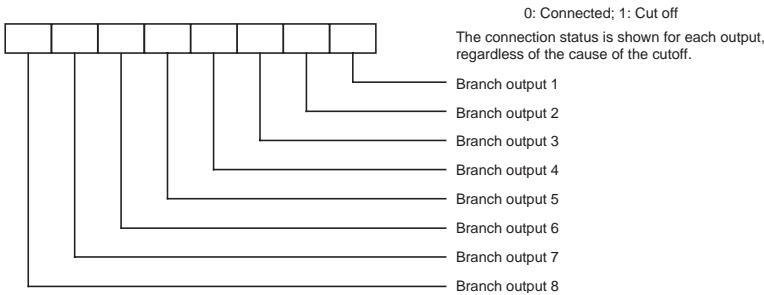 0: Connected; 1: Cut off
The connection status is shown for each output,
regardless of the cause of the cutoff.
Branch output 1
Branch output 2
Branch output 3
Branch output 4
Branch output 5
Branch output 6
Branch output 7
Branch output 8